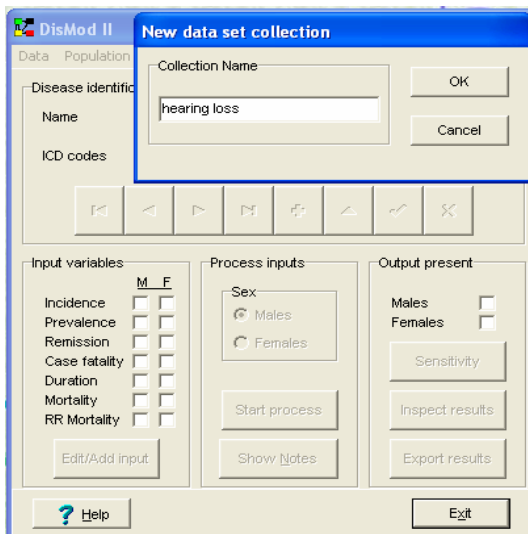 DisMod II
New data set collection
Data Population
Collection Name
hearing loss
OK
Cancel
Disease identific
Name
ICD codes
Input variables
M F
Incidence
Prevalence
Remission
Case fatality
Duration
Mortality
RR Mortality
Edit/Add input
Process inputs
Sex
Males
Females
Start process
Show Notes
Output present
Males
Females
Sensitivity
Inspect results
Export results
? Help
Exit